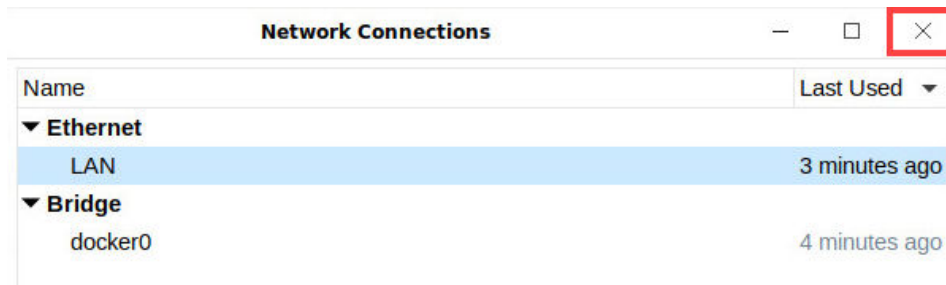 Network Connections
Name Last Used
Ethernet
LAN 3 minutes ago
Bridge
docker0 4 minutes ago